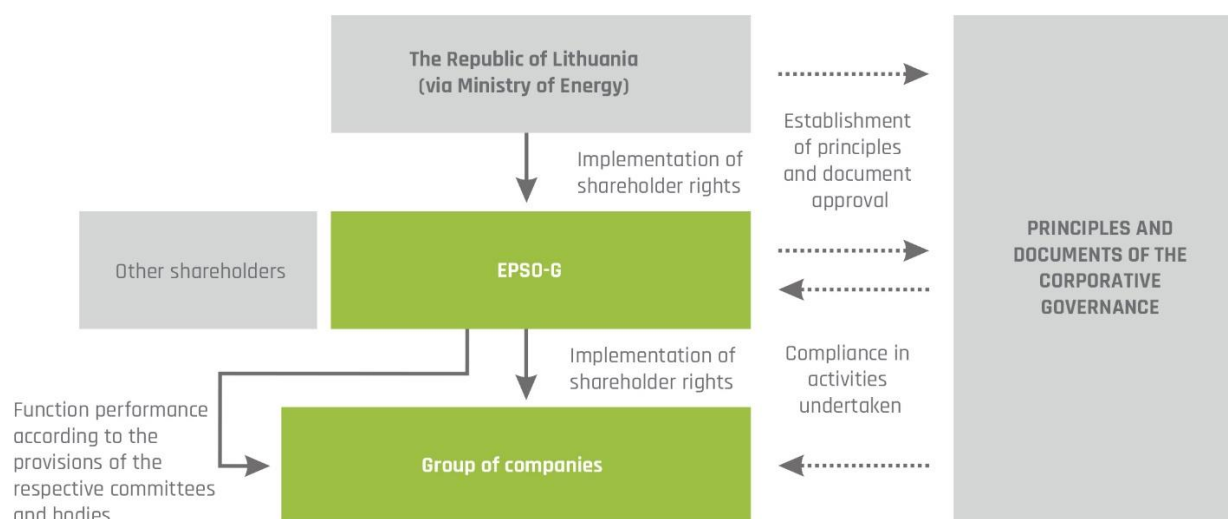 The Republic of Lithuania
(via Ministry of Energy)
Implementation of
shareholder rights
Establishment
of principles
and document
approval
Other shareholders
EPSO-G
PRINCIPLES AND
DOCUMENTS OF THE
CORPORATIVE
GOVERNANCE
Implementation of
shareholder rights
Compliance in
activities
undertaken
Function performance
according to the
provisions of the
respective committees
and bodies
Group of companies